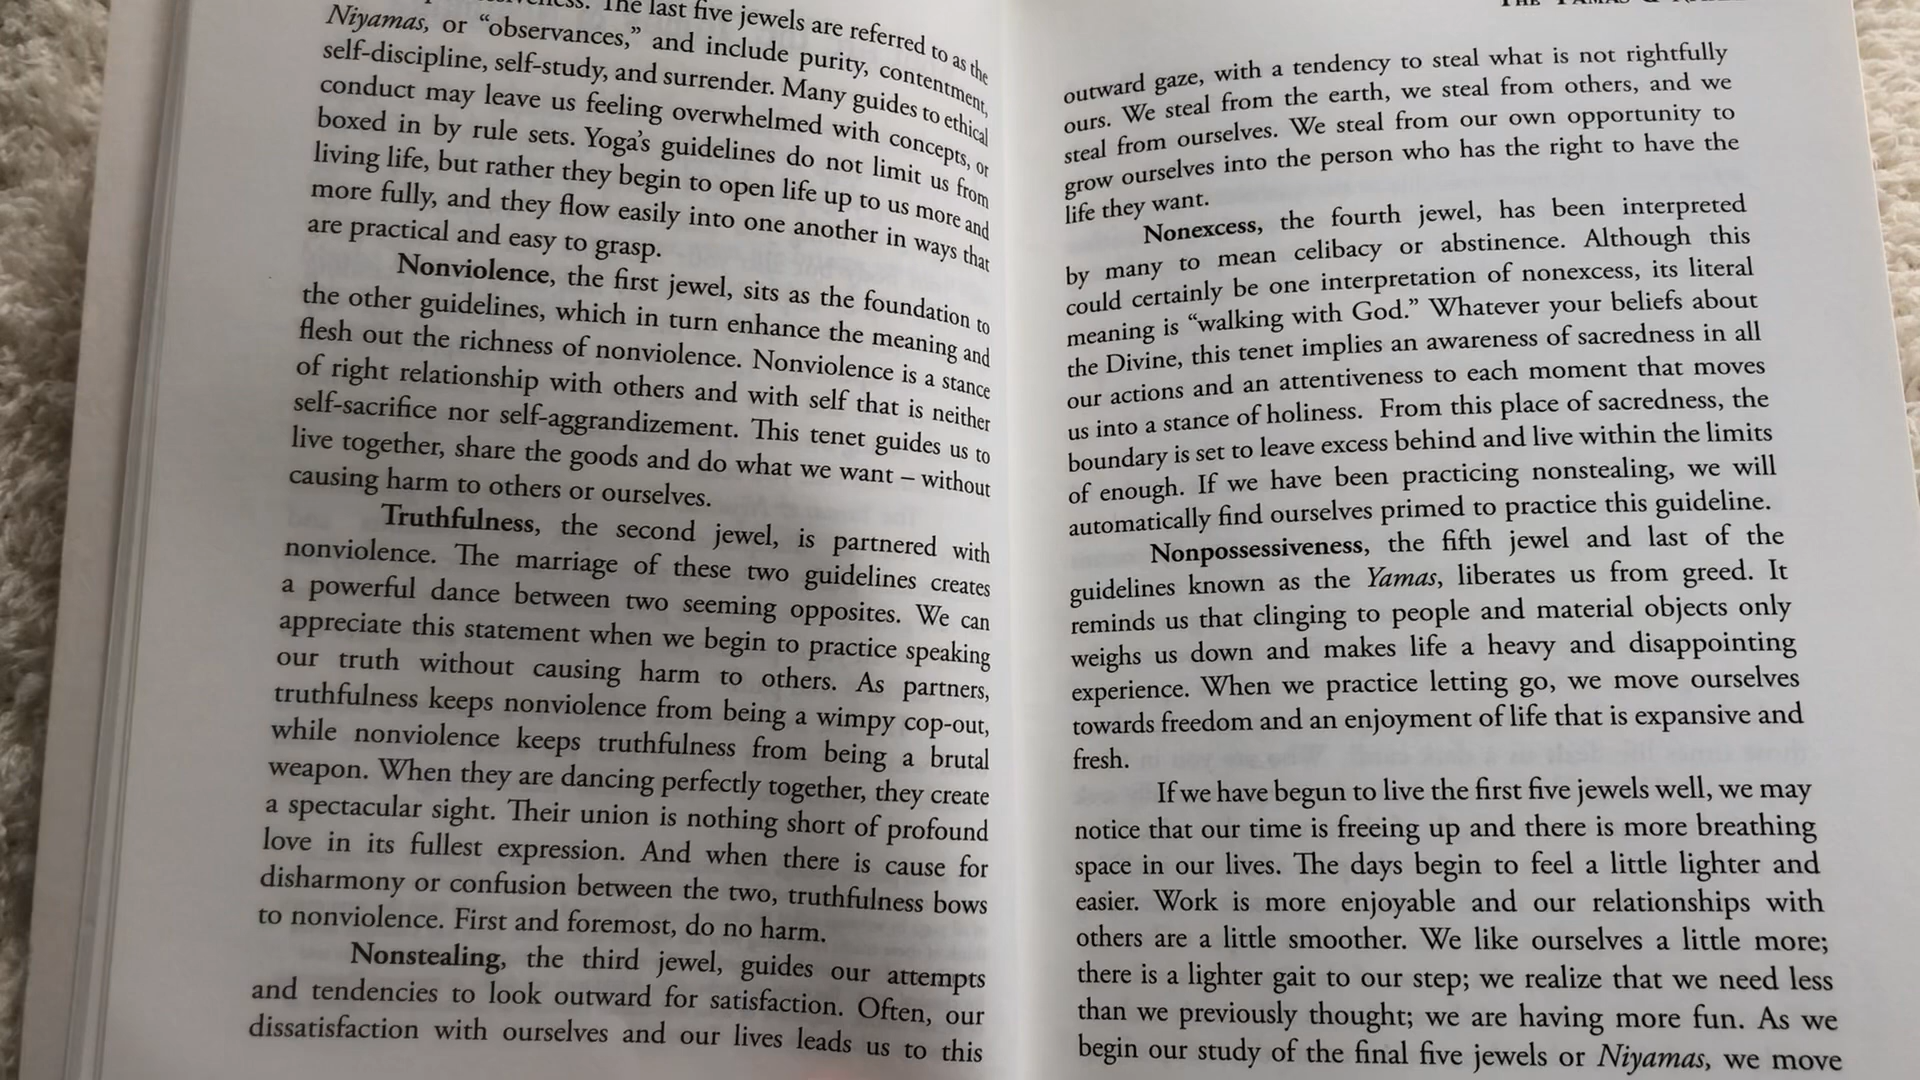 The last five jewels are referred to as the
Niyamas, or “observances,” and include purity, contentment,
self-discipline, self-study, and surrender. Many guides to ethical
conduct may leave us feeling overwhelmed with concepts, or
boxed in by rule sets. Yoga’s guidelines do not limit us from
living life, but rather they begin to open life up to us more and
more fully, and they flow easily into one another in ways that
are practical and easy to grasp.
Nonviolence, the first jewel, sits as the foundation to
the other guidelines, which in turn enhance the meaning and
flesh out the richness of nonviolence. Nonviolence is a stance
of right relationship with others and with self that is neither
self-sacrifice nor self-aggrandizement. This tenet guides us to
live together, share the goods and do what we want – without
causing harm to others or ourselves.
Truthfulness, the second jewel, is partnered with
nonviolence. The marriage of these two guidelines creates
a powerful dance between two seeming opposites. We can
appreciate this statement when we begin to practice speaking
our truth without causing harm to others. As partners,
truthfulness keeps nonviolence from being a wimpy cop-out,
while nonviolence keeps truthfulness from being a brutal
weapon. When they are dancing perfectly together, they create
a spectacular sight. Their union is nothing short of profound
love in its fullest expression. And when there is cause for
disharmony or confusion between the two, truthfulness bows
to nonviolence. First and foremost, do no harm.
Nonstealing, the third jewel, guides our attempts
and tendencies to look outward for satisfaction. Often, our
dissatisfaction with ourselves and our lives leads us to this
outward gaze, with a tendency to steal what is not rightfully
ours. We steal from the earth, we steal from others, and we
steal from ourselves. We steal from our own opportunity to
grow ourselves into the person who has the right to have the
life they want.
Nonexcess, the fourth jewel, has been interpreted
by many to mean celibacy or abstinence. Although this
could certainly be one interpretation of nonexcess, its literal
meaning is “walking with God.” Whatever your beliefs about
the Divine, this tenet implies an awareness of sacredness in all
our actions and an attentiveness to each moment that moves
us into a stance of holiness. From this place of sacredness, the
boundary is set to leave excess behind and live within the limits
of enough. If we have been practicing nonstealing, we will
automatically find ourselves primed to practice this guideline.
Nonpossessiveness, the fifth jewel and last of the
guidelines known as the Yamas, liberates us from greed. It
reminds us that clinging to people and material objects only
weighs us down and makes life a heavy and disappointing
experience. When we practice letting go, we move ourselves
towards freedom and an enjoyment of life that is expansive and
fresh.
If we have begun to live the first five jewels well, we may
notice that our time is freeing up and there is more breathing
space in our lives. The days begin to feel a little lighter and
easier. Work is more enjoyable and our relationships with
others are a little smoother. We like ourselves a little more;
there is a lighter gait to our step; we realize that we need less
than we previously thought; we are having more fun. As we
begin our study of the final five jewels or Niyamas, we move